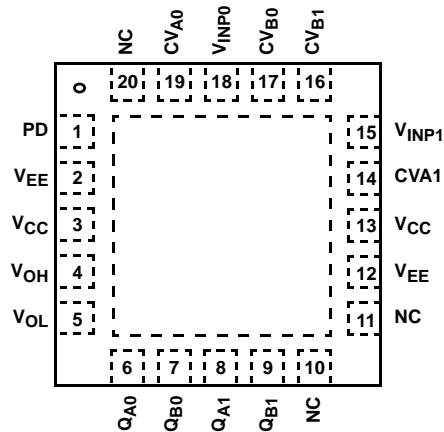 NC CVA0 VINP0 CVB0 CVB1
20 19 18 17 16
PD 1 15 VINP1
VEE 2 14 CVA1
VCC 3 13 VCC
VOH 4 12 VEE
VOL 5 11 NC
6 7 8 9 10
QA0 QB0 QA1 QB1 NC